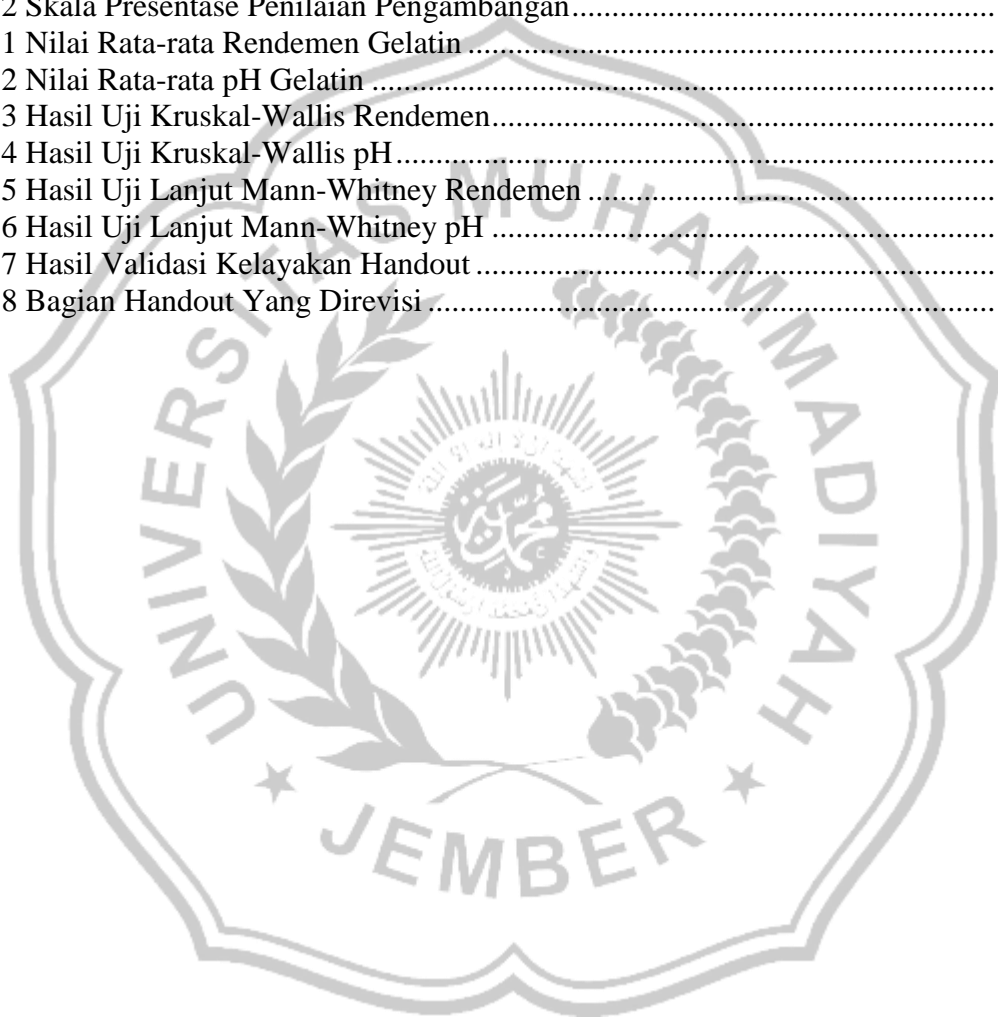 2 Skala Presentase Penilaian Pengambangan
1 Nilai Rata-rata Rendemen Gelatin
2 Nilai Rata-rata pH Gelatin
3 Hasil Uji Kruskal-Wallis Rendemen
4 Hasil Uji Kruskal-Wallis pH
5 Hasil Uji Lanjut Mann-Whitney Rendemen
6 Hasil Uji Lanjut Mann-Whitney pH
7 Hasil Validasi Kelayakan Handout
8 Bagian Handout Yang Direvisi
UNIVERSITAS MUHAMMADIYAH
JEMBER